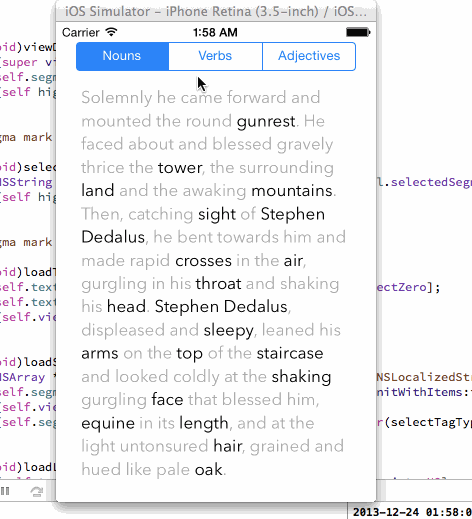 iOS Simulator - iPhone Retina (3.5-inch) / iOS...
Carrier 1:58 AM
Nouns Verbs Adjectives
Solemnly he came forward and
mounted the round gunrest. He
faced about and blessed gravely
thrice the tower, the surrounding
land and the awaking mountains.
Then, catching sight of Stephen
Dedalus, he bent towards him and
made rapid crosses in the air,
gurgling in his throat and shaking
his head. Stephen Dedalus,
displeased and sleepy, leaned his
arms on the top of the staircase
and looked coldly at the shaking
gurgling face that blessed him,
equine in its length, and at the
light untonsured hair, grained and
hued like pale oak.
oid)viewD
[super vi
self.segm
[self hig
gma mark
oid)selec
NSString
[self hig
l.selectedSegm
gma mark
oid)loadT
self.text
self.text
[self.vie
ectZero];
oid)loadS
NSArray *
self.segm
[self.vie
[self.seg
NSLocalizedStr
nitWithItems:t
r(selectTagTyp
oid)loadL
2013-12-24 01:58:0